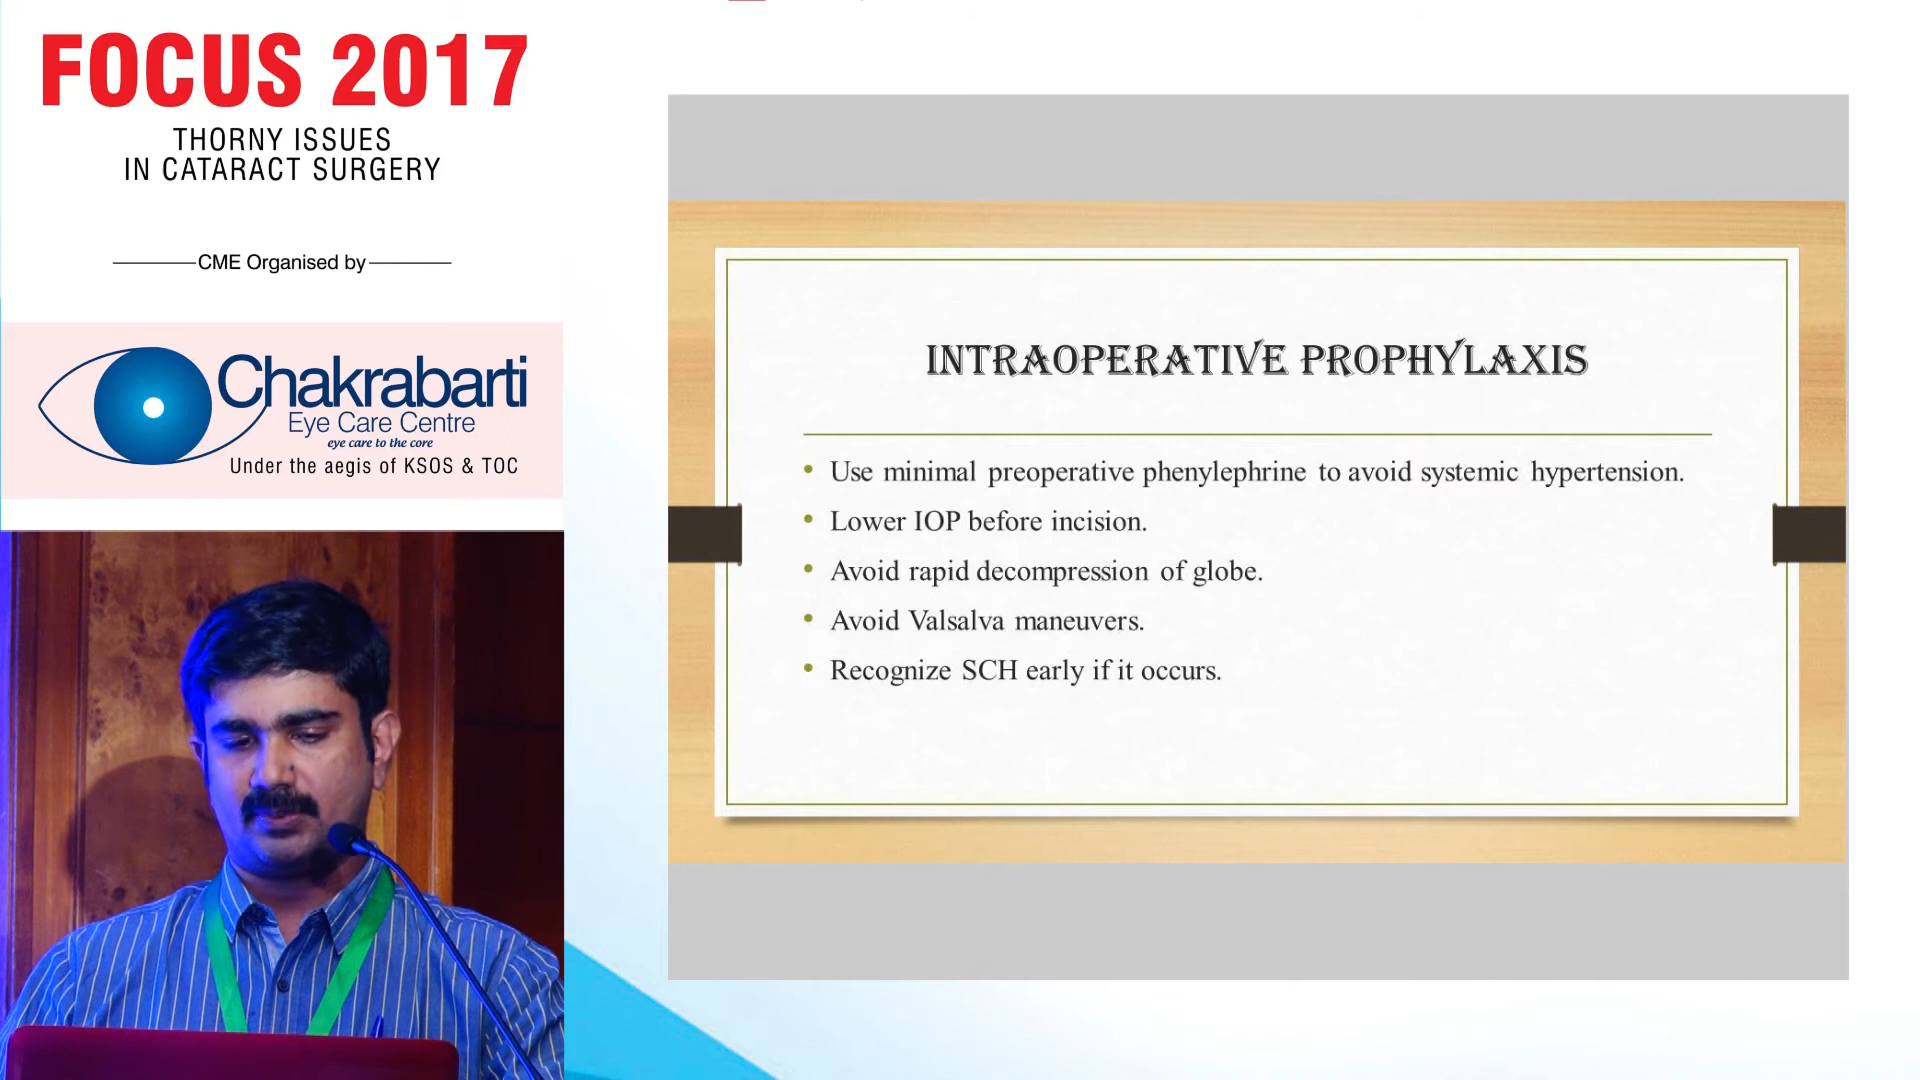 FOCUS 2017
THORNY ISSUES
IN CATARACT SURGERY
CME Organised by
Chakrabarti
Eye Care Centre
eye care to the core
Under the aegis of KSOS & TOC
INTRAOPERATIVE PROPHYLAXIS
• Use minimal preoperative phenylephrine to avoid systemic hypertension.
• Lower IOP before incision.
• Avoid rapid decompression of globe.
• Avoid Valsalva maneuvers.
• Recognize SCH early if it occurs.